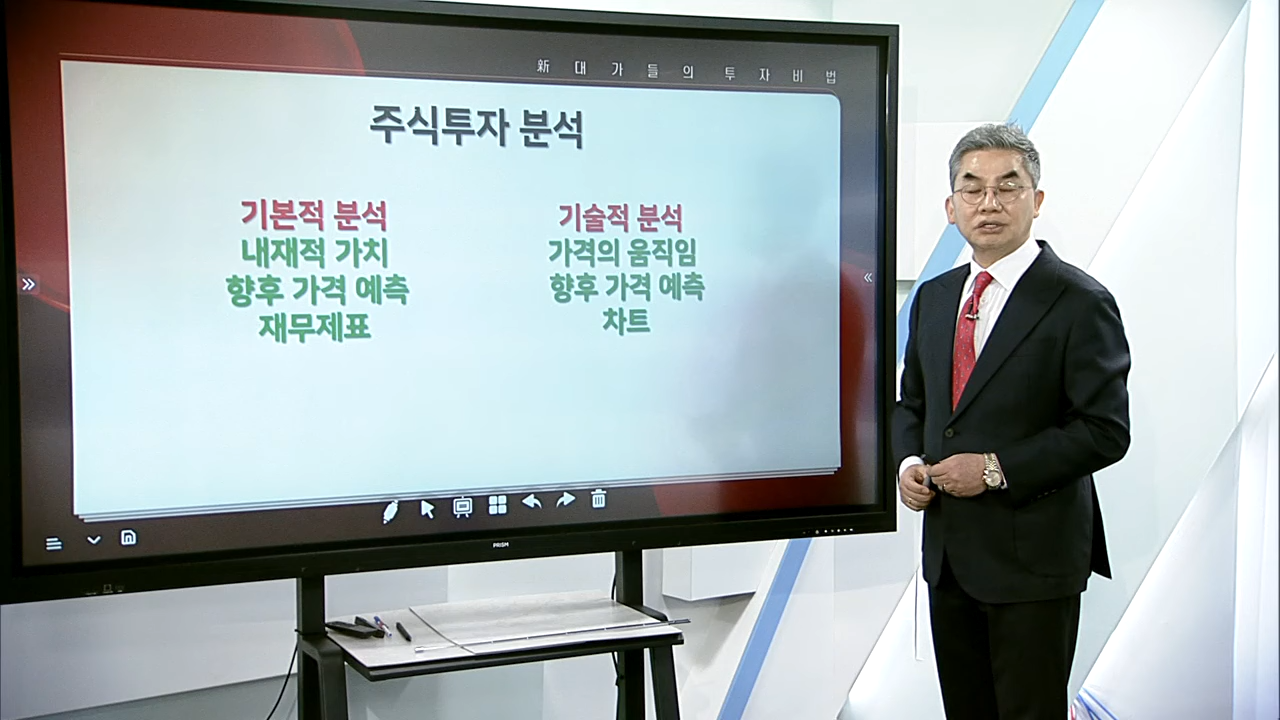 新대가들의투자비법
주식투자 분석
기본적 분석
내재적 가치
향후 가격 예측
재무제표
기술적 분석
가격의 움직임
향후 가격 예측
차트
PRISM